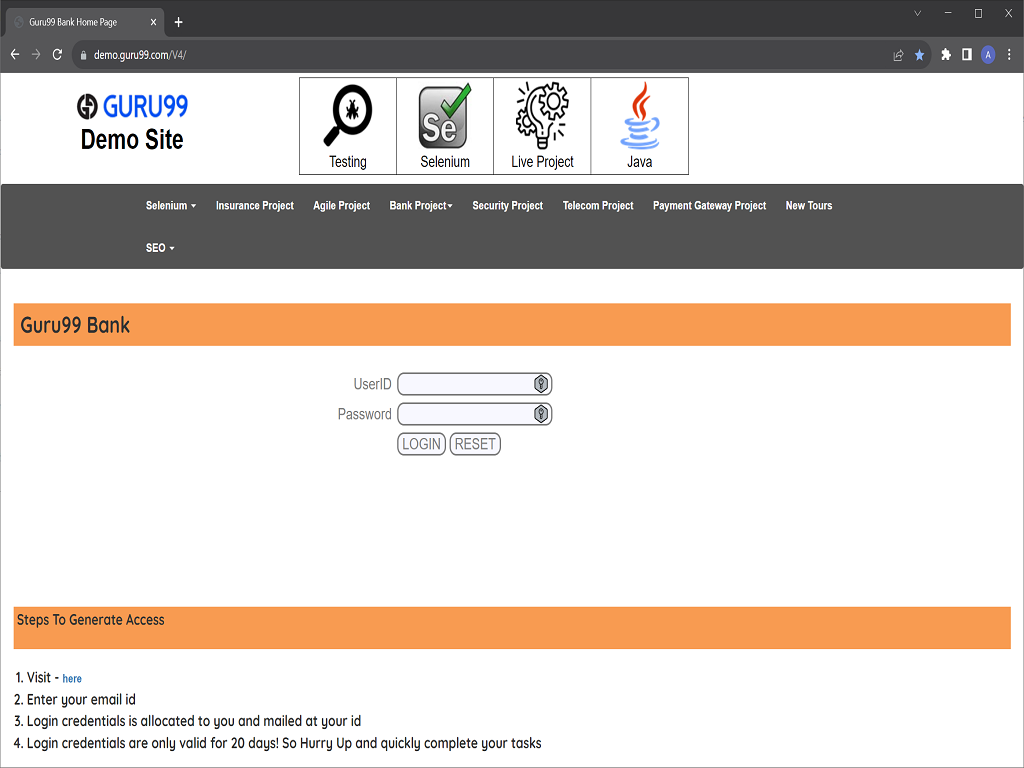 Guru99 Bank Home Page
demo.guru99.com/V4/
A
GURU99
Demo Site
Se
Testing Selenium Live Project Java
Selenium Insurance Project Agile Project Bank Project Security Project Telecom Project Payment Gateway Project New Tours
SEO
Guru99 Bank
UserID
Password
LOGIN RESET
Steps To Generate Access
1. Visit - here
2. Enter your email id
3. Login credentials is allocated to you and mailed at your id
4. Login credentials are only valid for 20 days! So Hurry Up and quickly complete your tasks